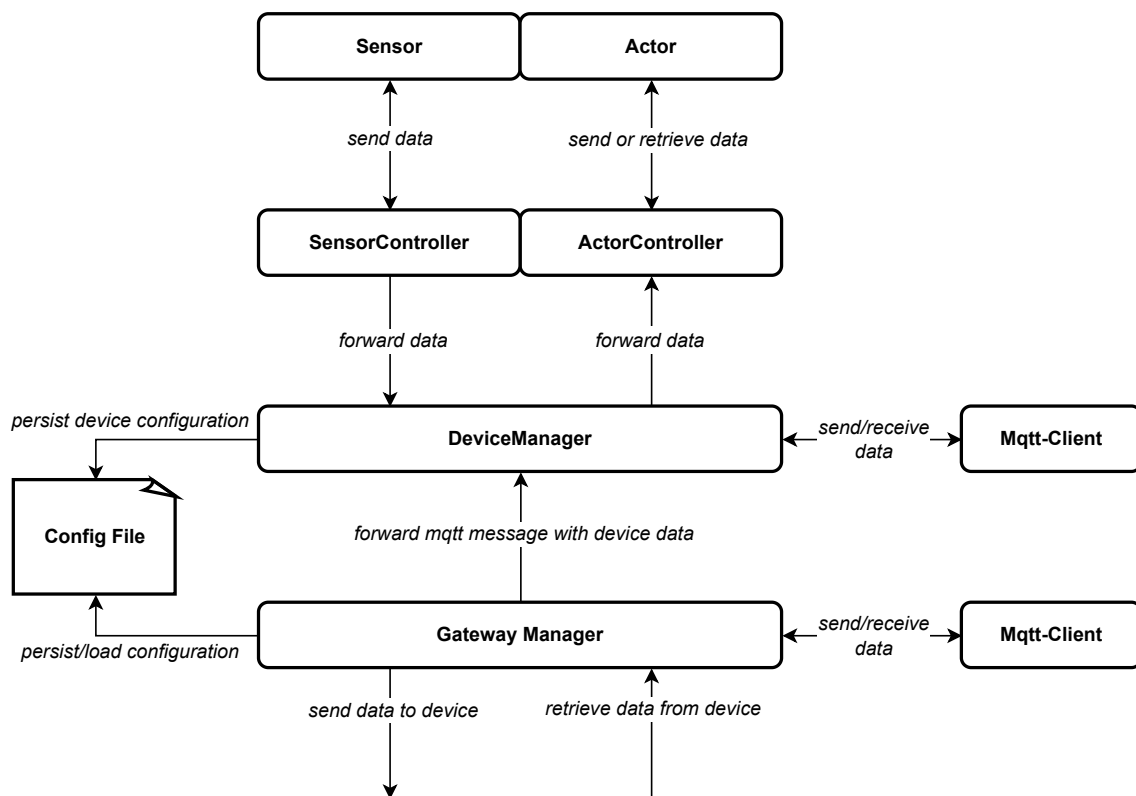 Sensor
Actor
send data
send or retrieve data
SensorController
ActorController
forward data
forward data
persist device configuration
DeviceManager
send/receive
data
Mqtt-Client
Config File
forward mqtt message with device data
Gateway Manager
send/receive
data
Mqtt-Client
persist/load configuration
send data to device
retrieve data from device